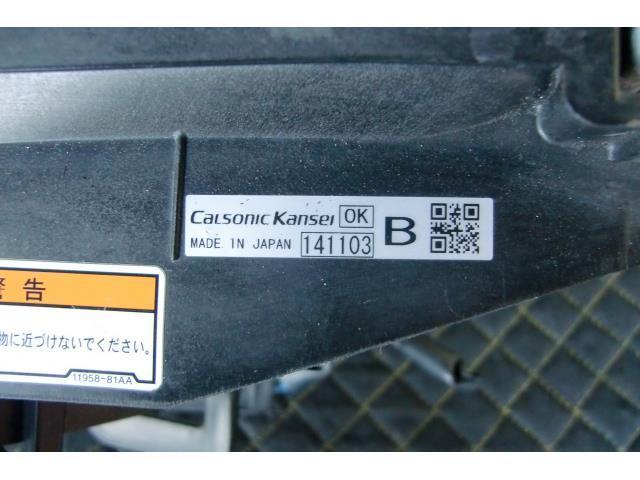 CALSONIC KANSEI OK
MADE IN JAPAN 141103 B
警告
物に近づけないでください。
11958-81AA